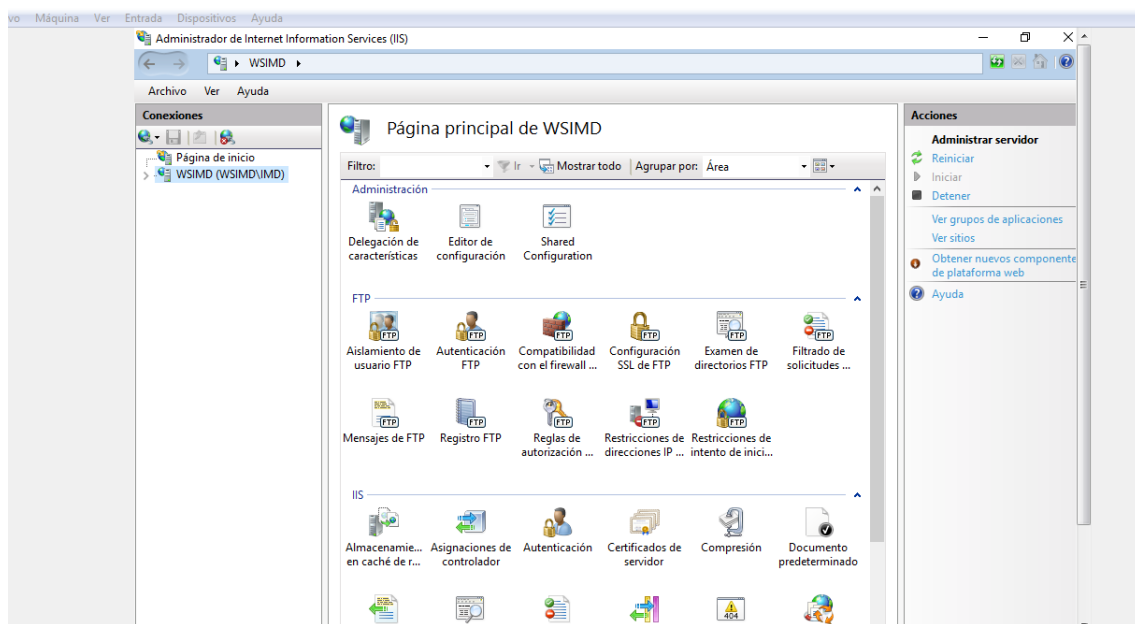 vo Máquina Ver Entrada Dispositivos Ayuda
Administrador de Internet Information Services (IIS)
WSIMD
Archivo Ver Ayuda
Conexiones
Página de inicio
WSIMD (WSIMD\IMD)
Página principal de WSIMD
Filtro: Ir Mostrar todo Agrupar por: Área
Administración
Delegación de características
Editor de configuración
Shared Configuration
FTP
Aislamiento de usuario FTP
Autenticación FTP
Compatibilidad con el firewall ...
Configuración SSL de FTP
Examen de directorios FTP
Filtrado de solicitudes ...
Mensajes de FTP
Registro FTP
Reglas de autorización ...
Restricciones de direcciones IP ...
Restricciones de intento de inici...
IIS
Almacenamie... en caché de r...
Asignaciones de controlador
Autenticación
Certificados de servidor
Compresión
Documento predeterminado
404
Acciones
Administrar servidor
Reiniciar
Iniciar
Detener
Ver grupos de aplicaciones
Ver sitios
Obtener nuevos componente
de plataforma web
Ayuda